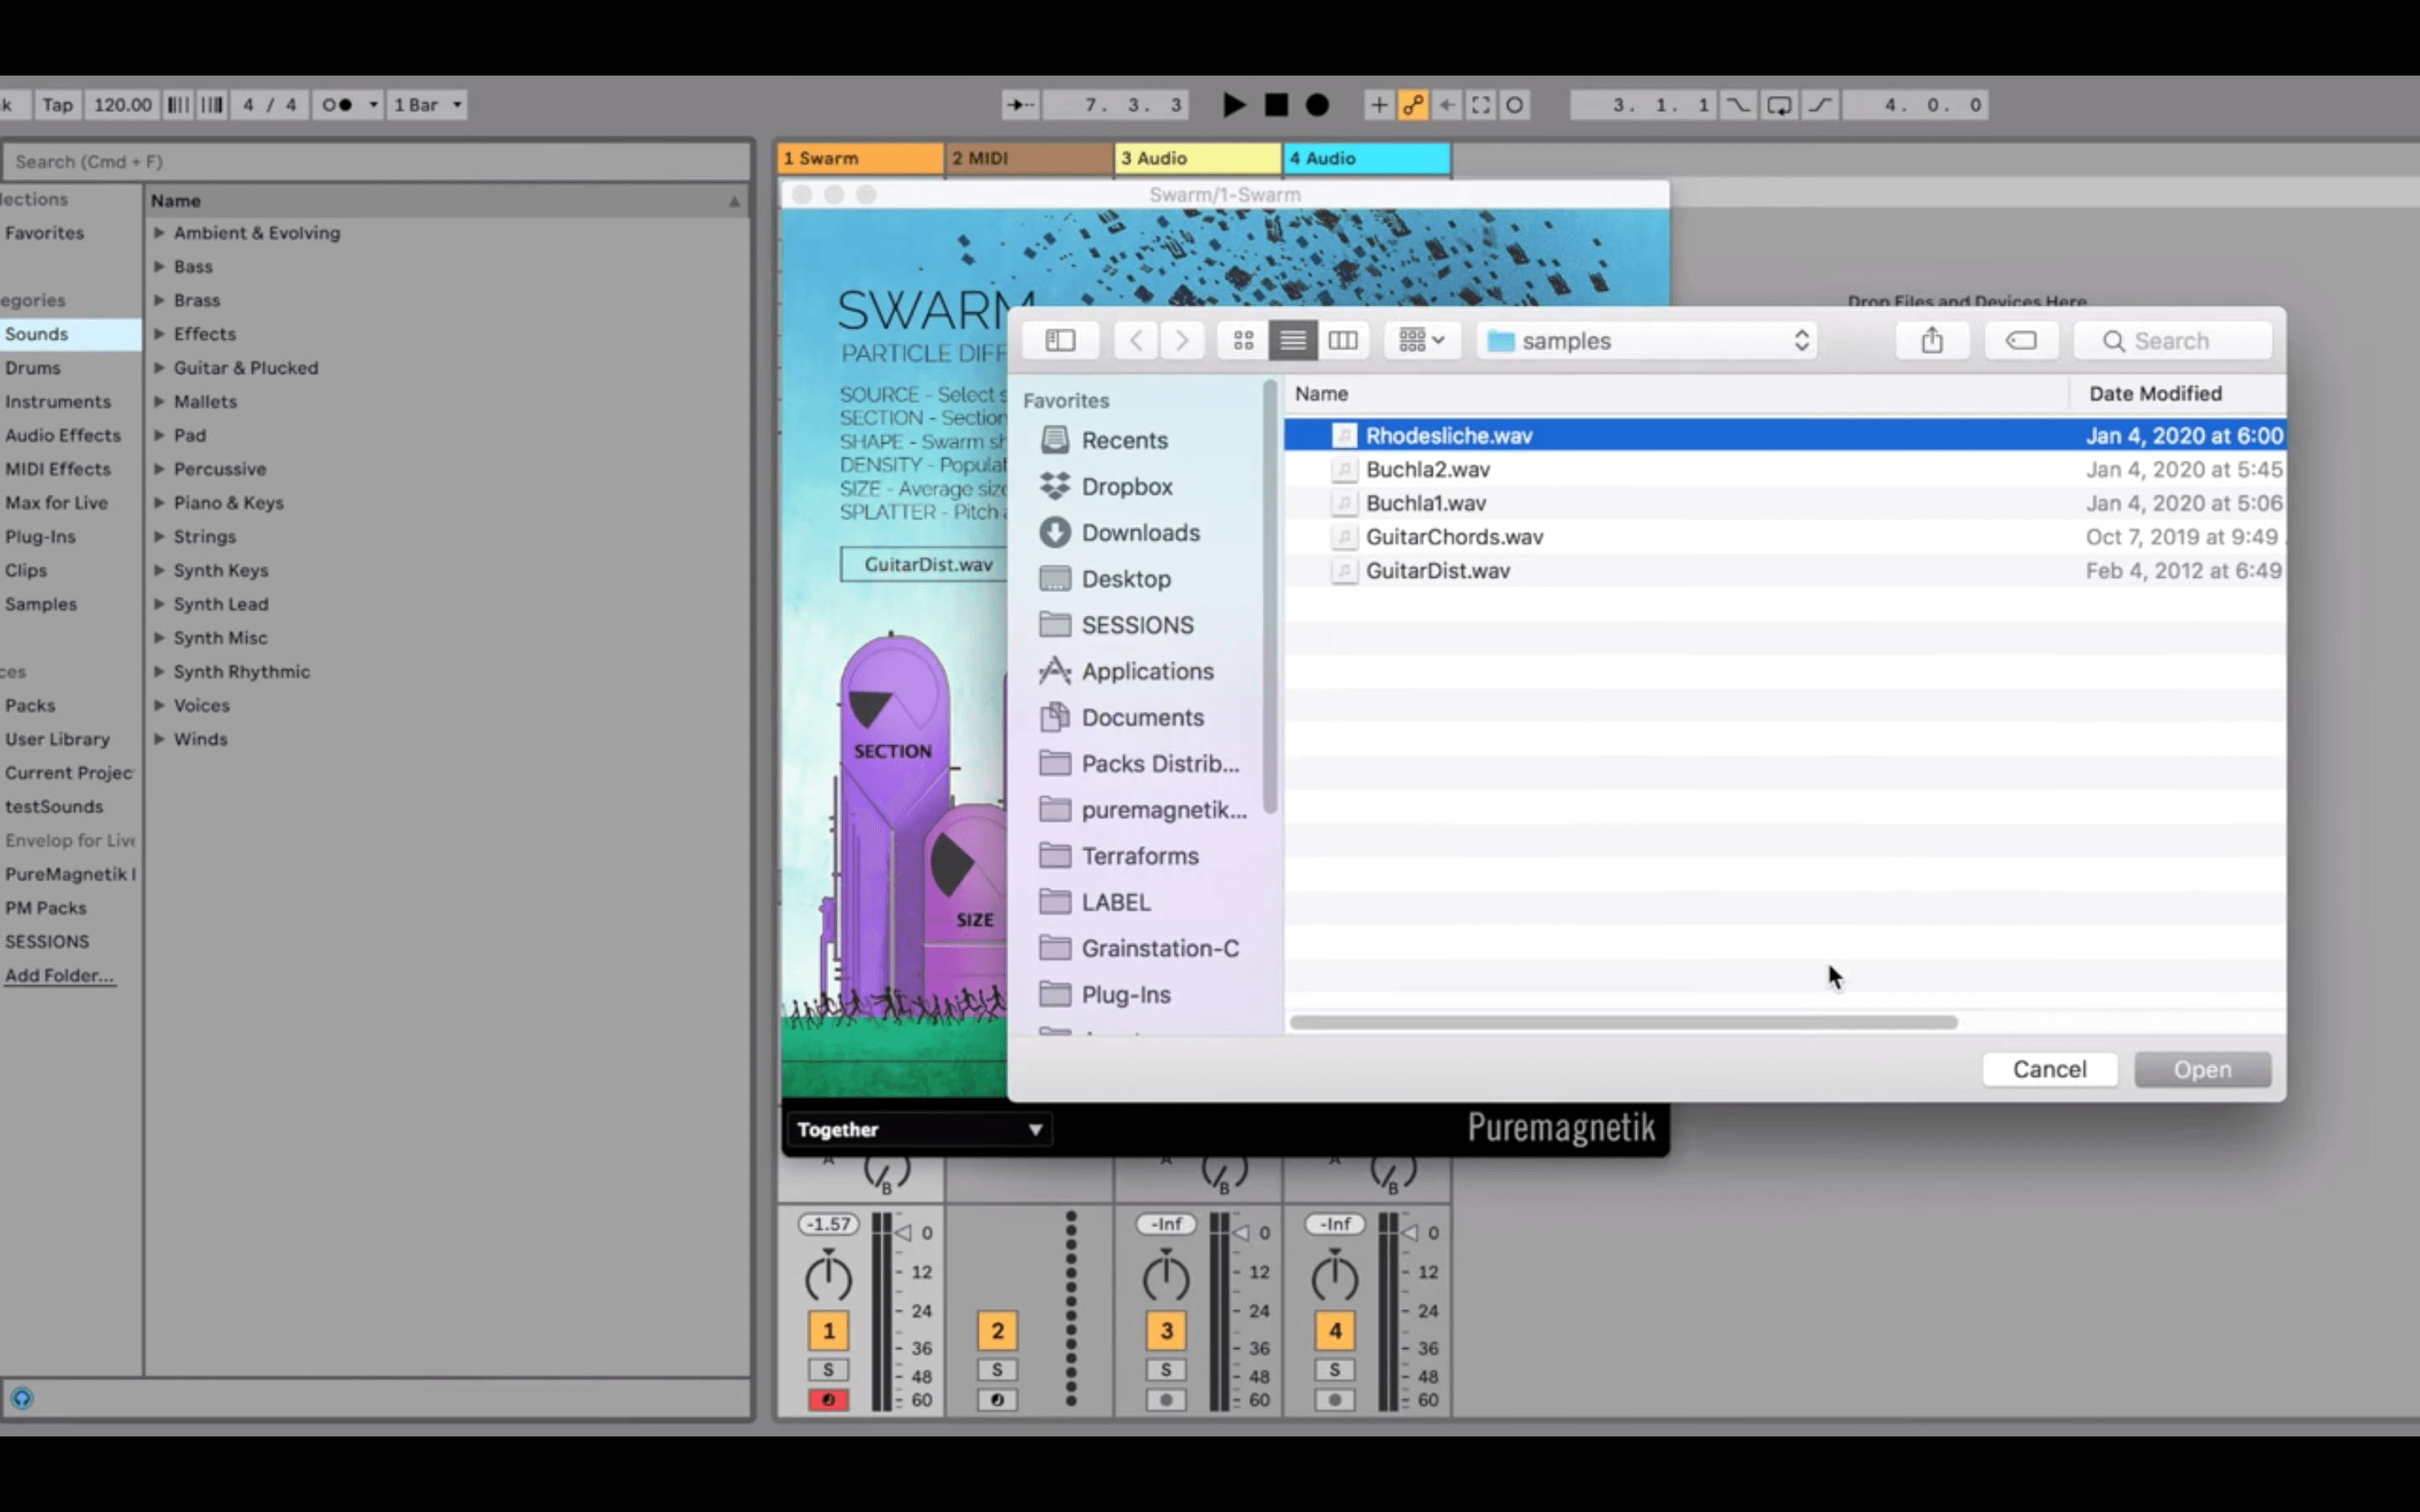 k Tap 120.00 4 / 4 1 Bar 7. 3. 3 3. 1. 1 4. 0. 0
Search (Cmd + F)
lections
Favorites
egories
Sounds
Drums
Instruments
Audio Effects
MIDI Effects
Max for Live
Plug-Ins
Clips
Samples
ces
Packs
User Library
Current Projec
testSounds
Envelop for Live
PureMagnetik I
PM Packs
SESSIONS
Add Folder...
Name
Ambient & Evolving
Bass
Brass
Effects
Guitar & Plucked
Mallets
Pad
Percussive
Piano & Keys
Strings
Synth Keys
Synth Lead
Synth Misc
Synth Rhythmic
Voices
Winds
1 Swarm 2 MIDI 3 Audio 4 Audio
Swarm/1-Swarm
SWARM
PARTICLE DIFF
SOURCE - Select s
SECTION - Section
SHAPE - Swarm sh
DENSITY - Populat
SIZE - Average size
SPLATTER - Pitch a
GuitarDist.wav
SECTION
SIZE
Together
Puremagnetik
Drop Files and Devices Here
samples
Search
Favorites
Recents
Dropbox
Downloads
Desktop
SESSIONS
Applications
Documents
Packs Distrib...
puremagnetik...
Terraforms
LABEL
Grainstation-C
Plug-Ins
Name Date Modified
Rhodesliche.wav Jan 4, 2020 at 6:00
Buchla2.wav Jan 4, 2020 at 5:45
Buchla1.wav Jan 4, 2020 at 5:06
GuitarChords.wav Oct 7, 2019 at 9:49
GuitarDist.wav Feb 4, 2012 at 6:49
Cancel Open
A B A B A B
-1.57 0 -Inf 0 -Inf 0
12 12 12
24 24 24
1 2 3 4
36 36 36
S S S S
48 48 48
60 60 60